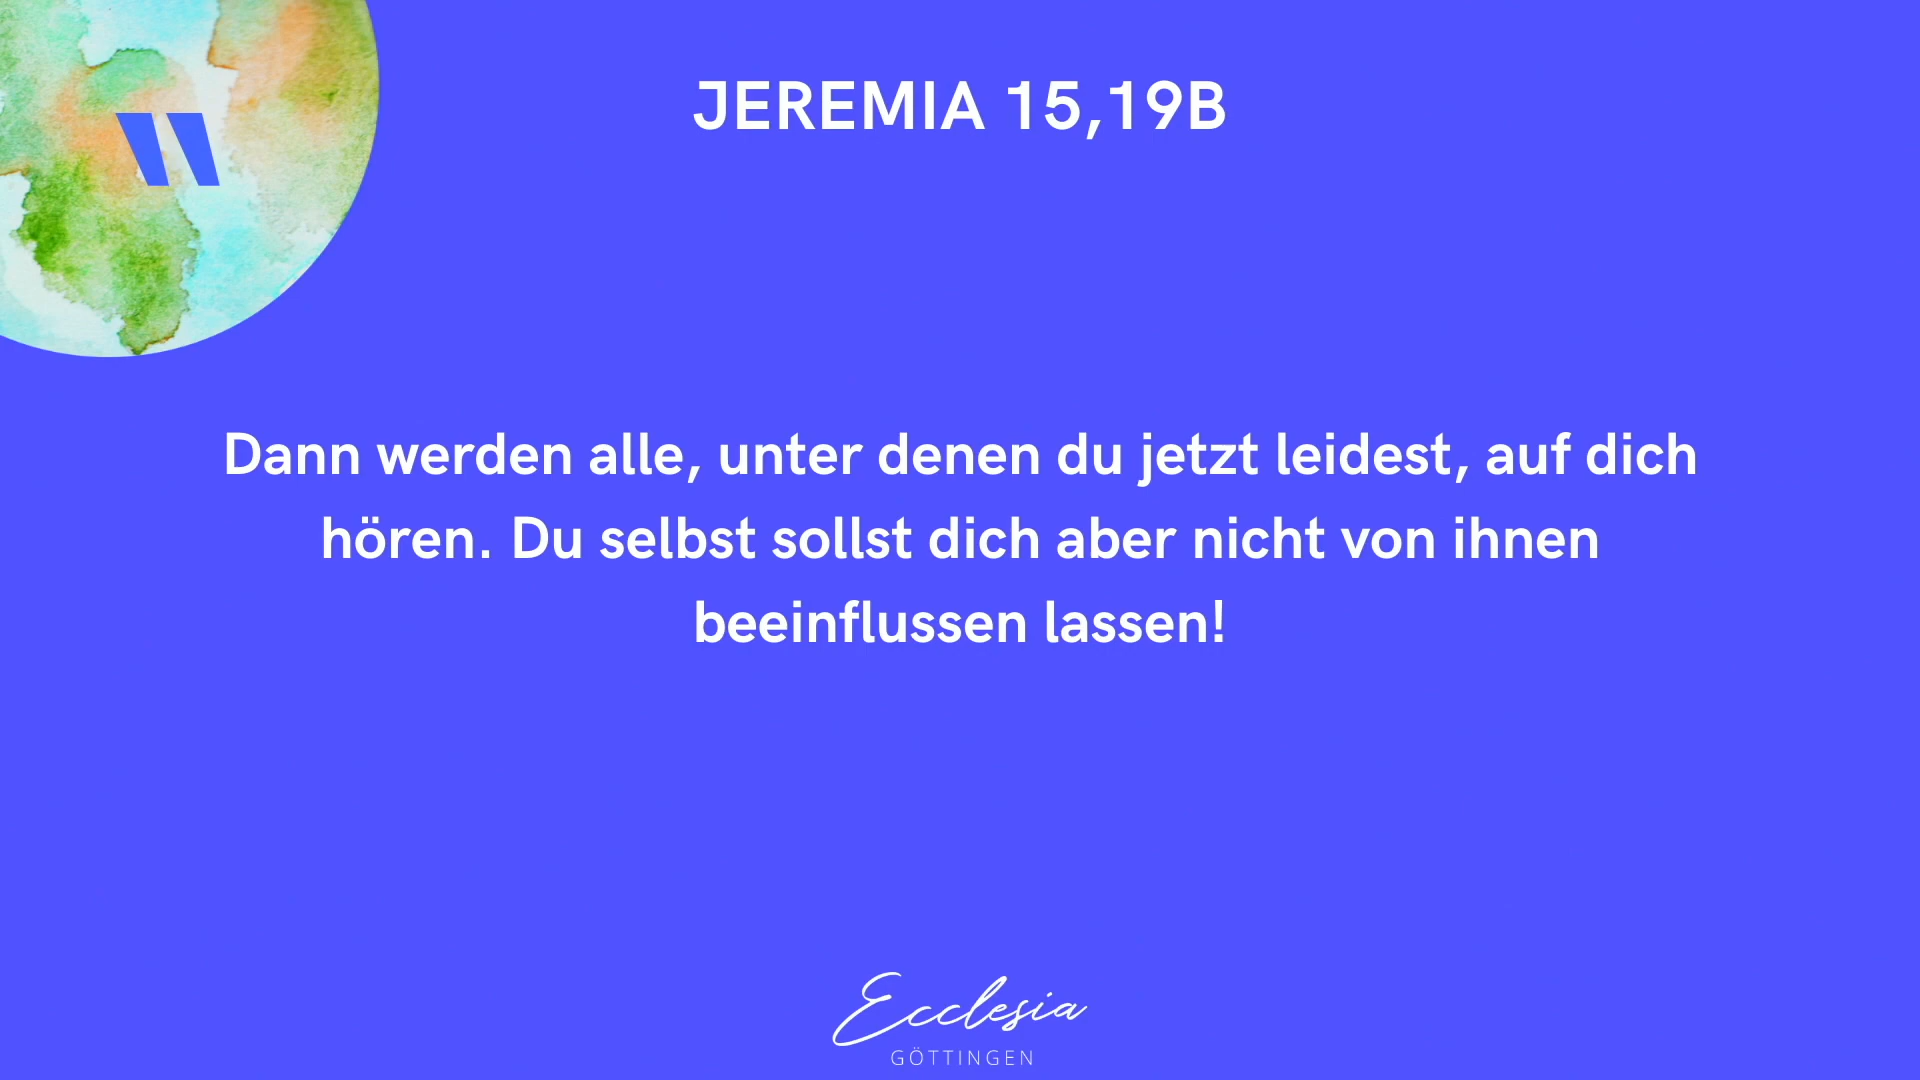 JEREMIA 15,19B
Dann werden alle, unter denen du jetzt leidest, auf dich
hören. Du selbst sollst dich aber nicht von ihnen
beeinflussen lassen!
Ecclesia
GÖTTINGEN